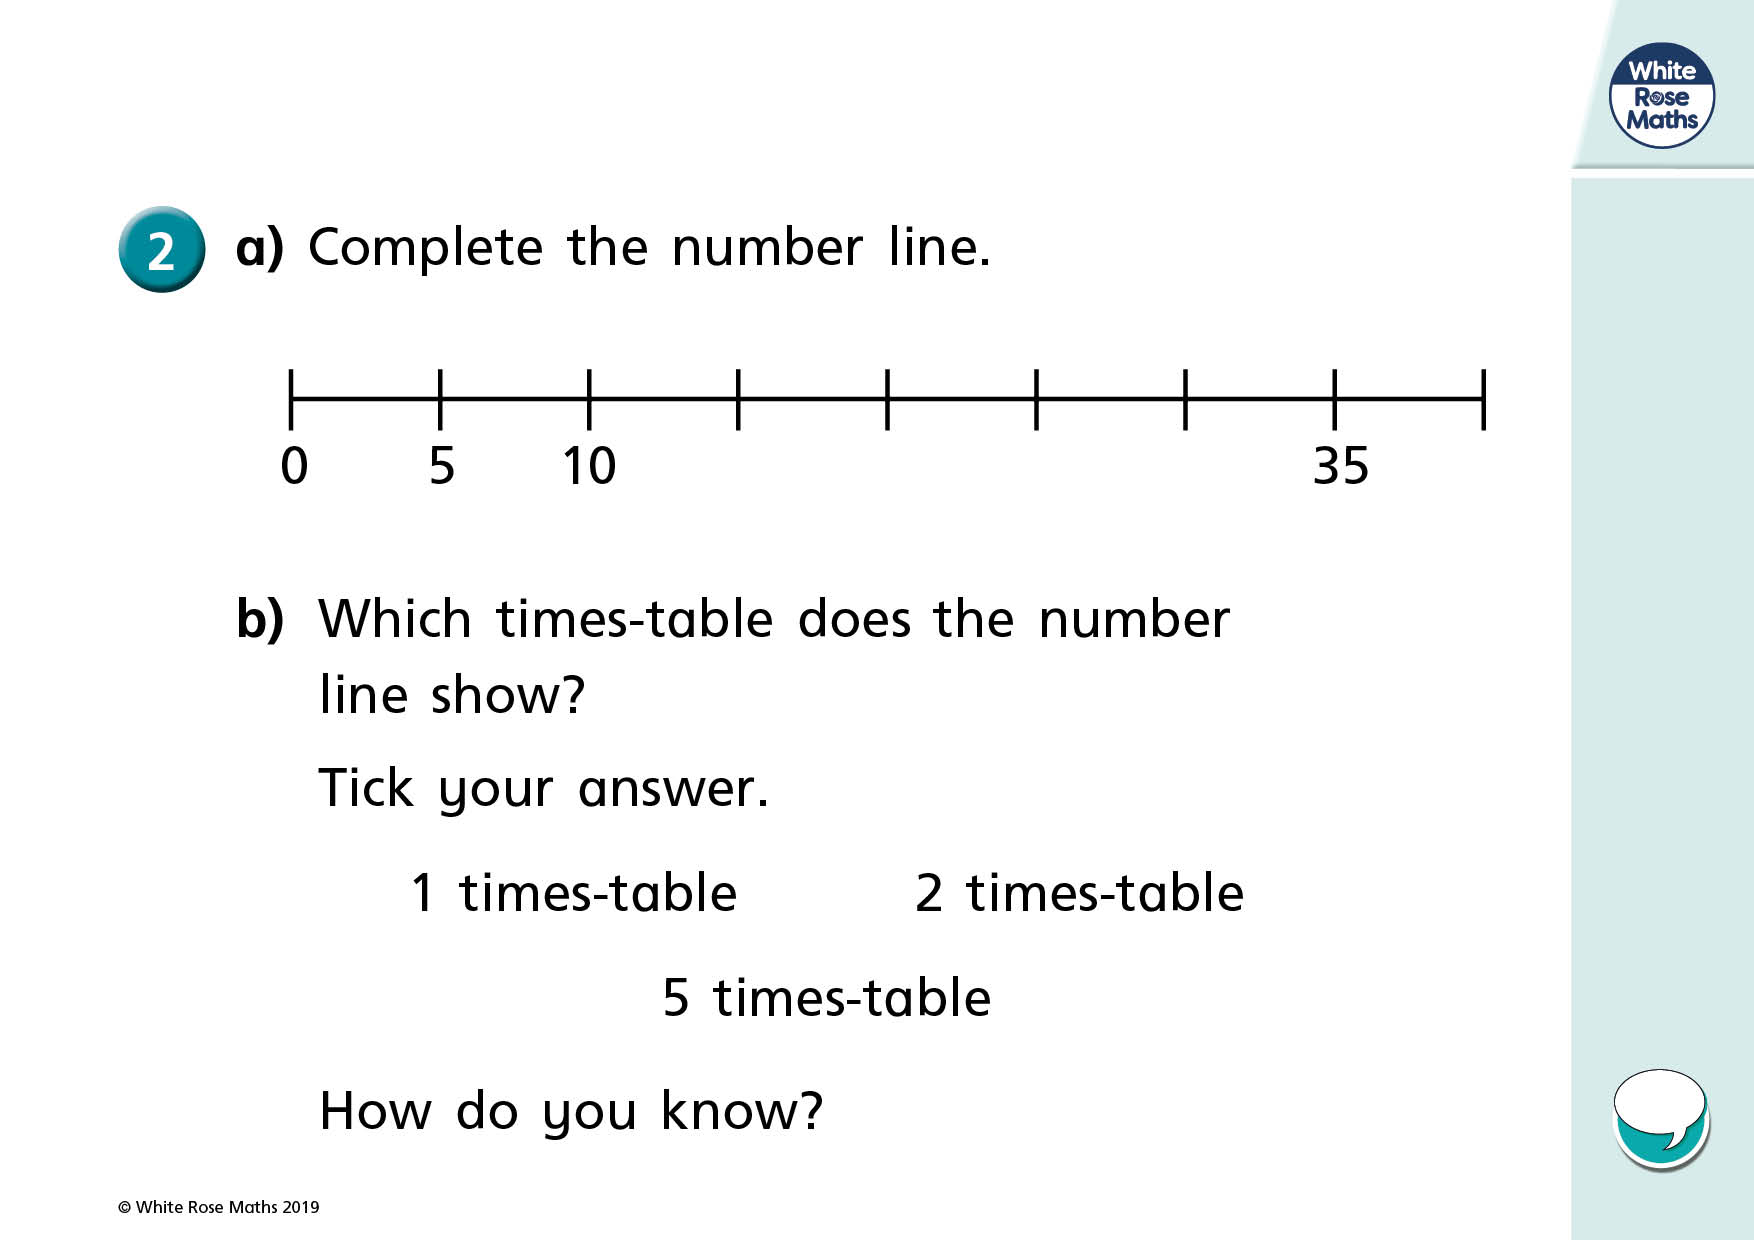 White
Rose
Maths
2 a) Complete the number line.
0 5 10 35
b) Which times-table does the number
line show?
Tick your answer.
1 times-table 2 times-table
5 times-table
How do you know?
© White Rose Maths 2019